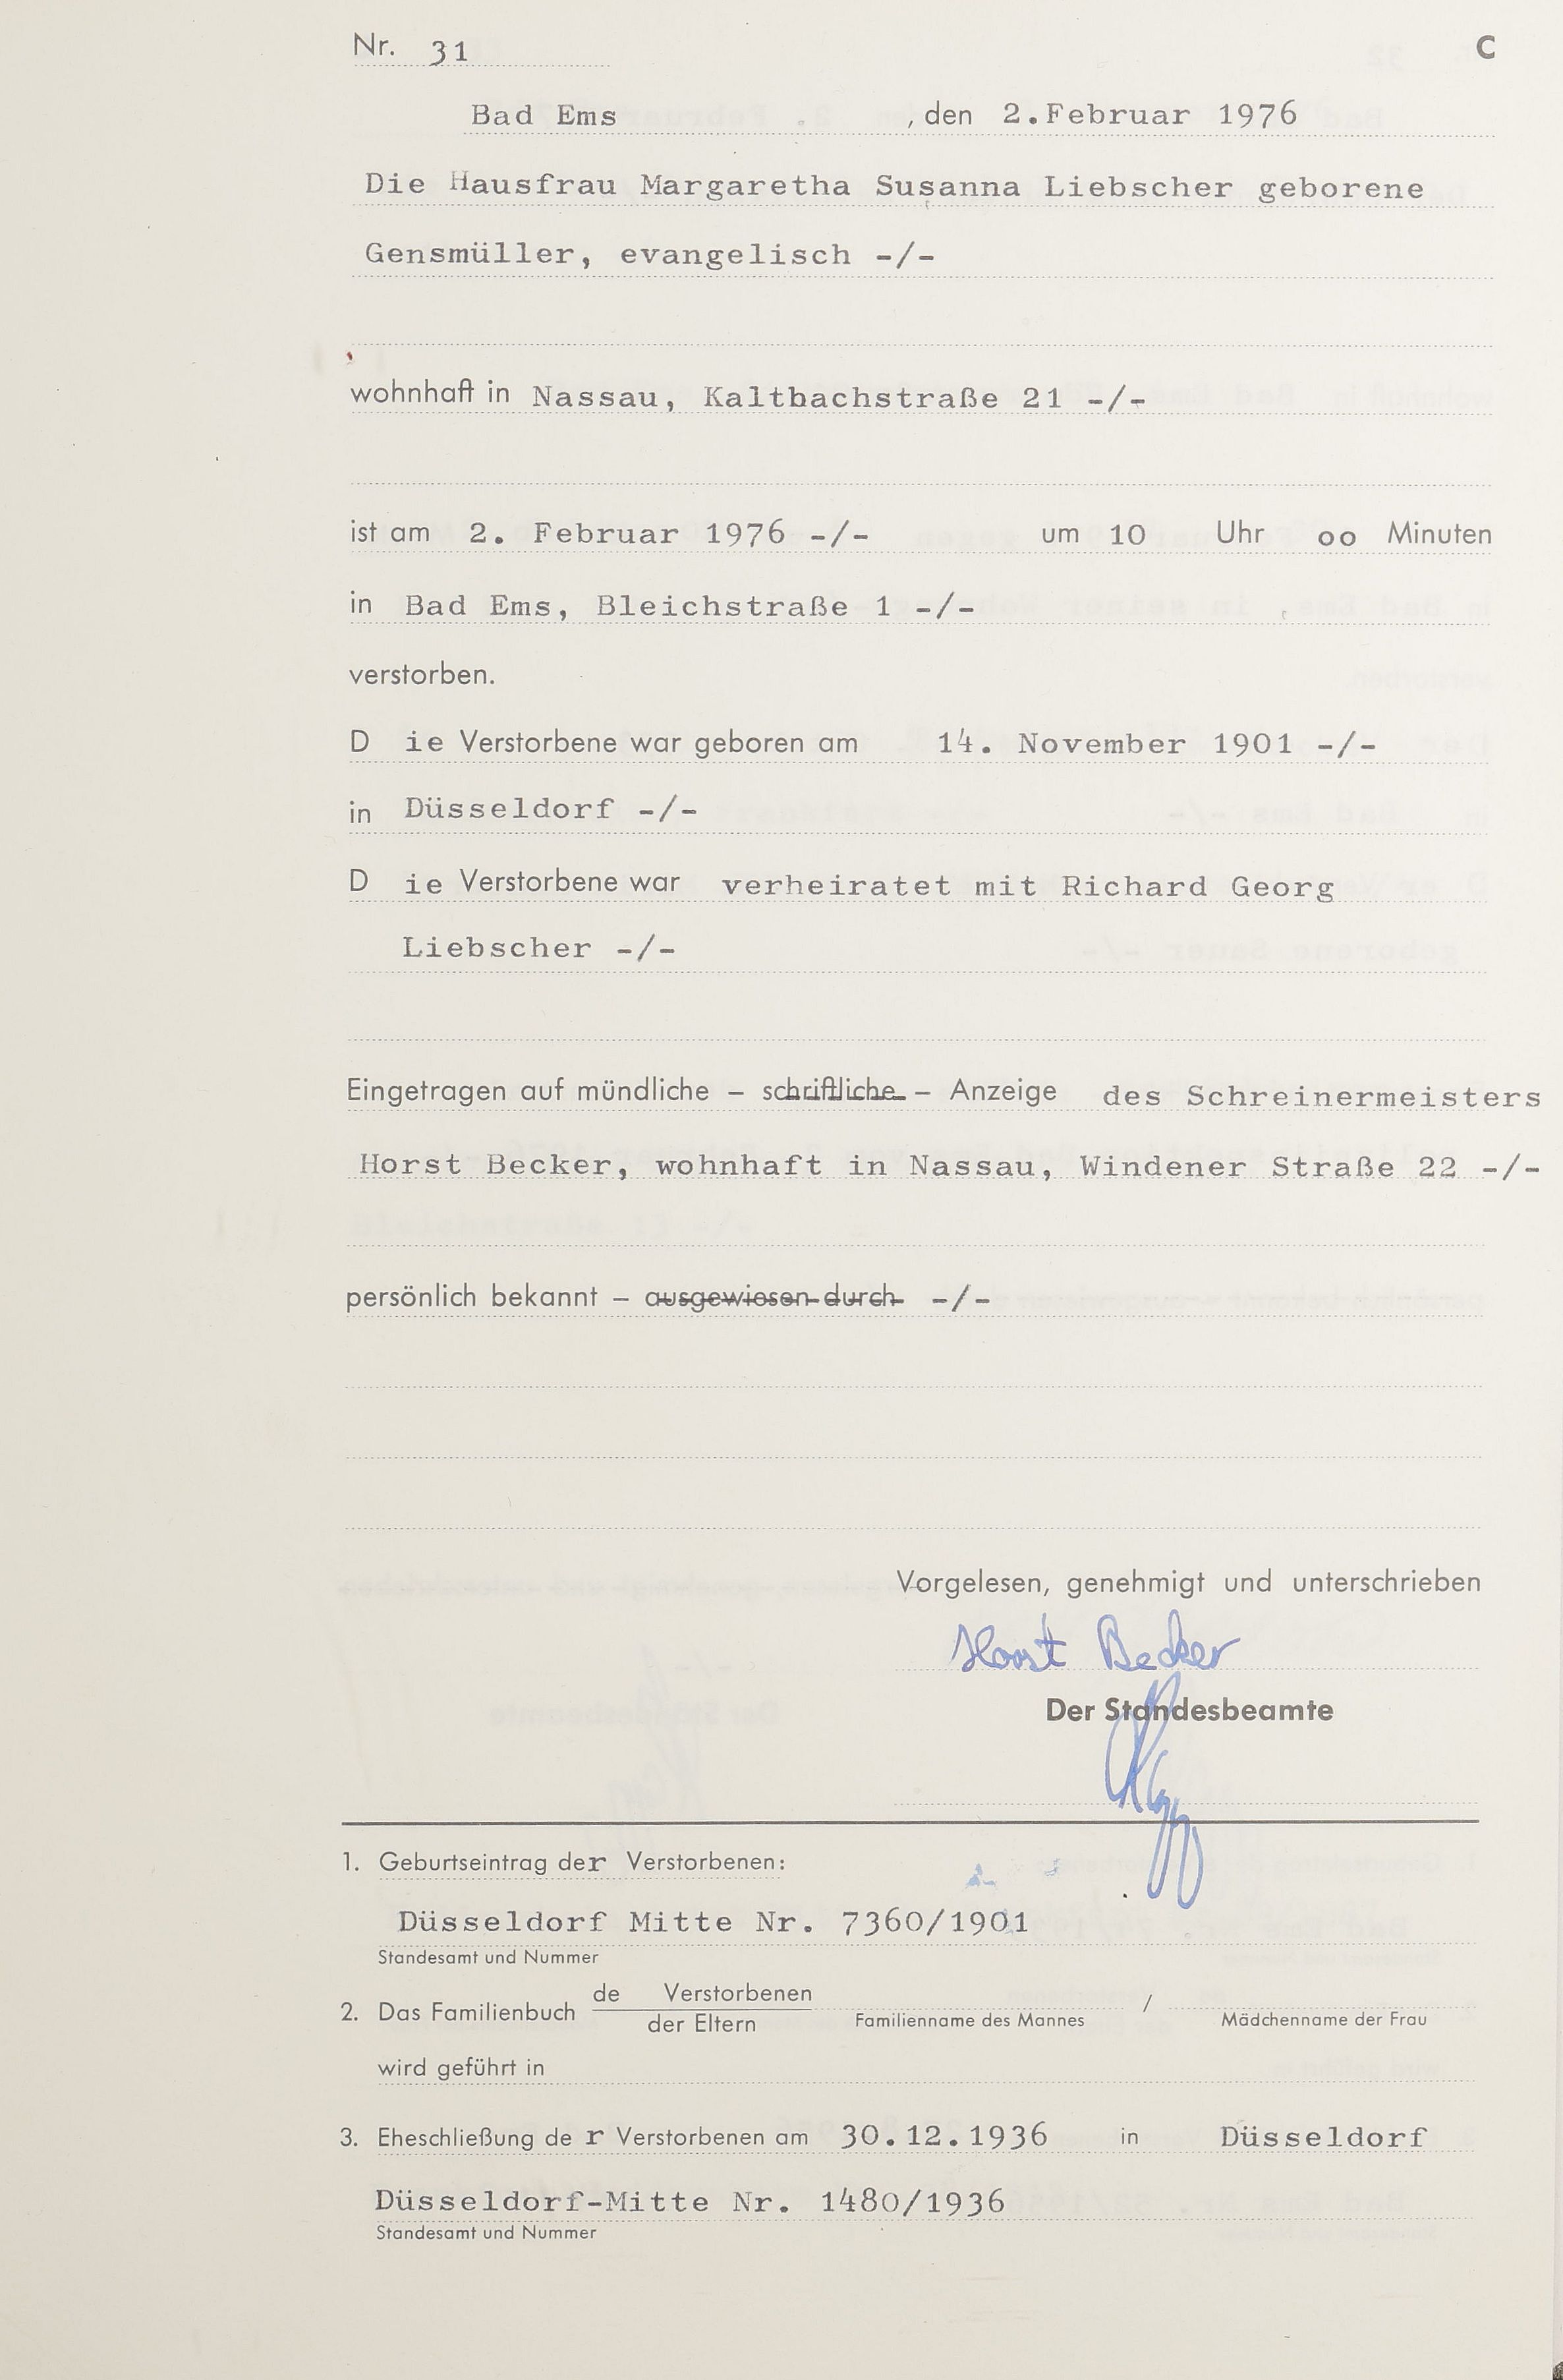 Nr. 31 C
Bad Ems , den 2.Februar 1976
Die Hausfrau Margaretha Susanna Liebscher geborene
Gensmüller, evangelisch -/-
wohnhaft in Nassau, Kaltbachstraße 21 -/-
ist am 2. Februar 1976 -/- um 10 Uhr oo Minuten
in Bad Ems, Bleichstraße 1 -/-
verstorben.
D ie Verstorbene war geboren am 14. November 1901 -/-
in Düsseldorf -/-
D ie Verstorbene war verheiratet mit Richard Georg
Liebscher -/-
Eingetragen auf mündliche – schriftliche – Anzeige des Schreinermeisters
Horst Becker, wohnhaft in Nassau, Windener Straße 22 -/-
persönlich bekannt – ausgewiesen durch -/-
Vorgelesen, genehmigt und unterschrieben
Horst Becker
Der Standesbeamte
1. Geburtseintrag der Verstorbenen:
Düsseldorf Mitte Nr. 7360/1901
Standesamt und Nummer
2. Das Familienbuch de Verstorbenen / der Eltern Familienname des Mannes / Mädchenname der Frau
wird geführt in
3. Eheschließung de r Verstorbenen am 30.12.1936 in Düsseldorf
Düsseldorf-Mitte Nr. 1480/1936
Standesamt und Nummer